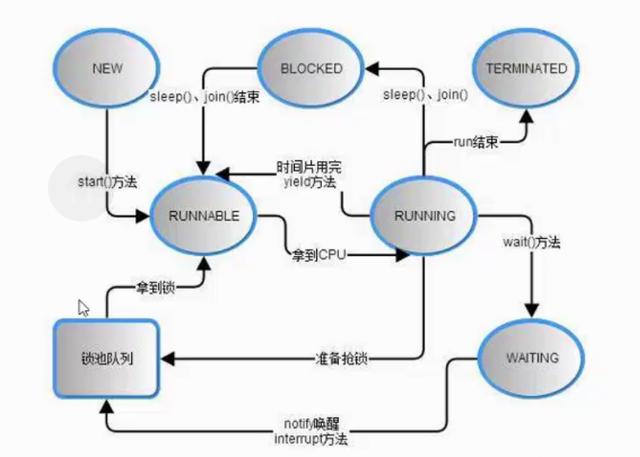 NEW
BLOCKED
TERMINATED
sleep()、join()结束
sleep()、join()
run结束
时间片用完
yield方法
start()方法
RUNNABLE
RUNNING
wait()方法
拿到CPU
拿到锁
锁池队列
准备抢锁
WAITING
notify唤醒
interrupt方法